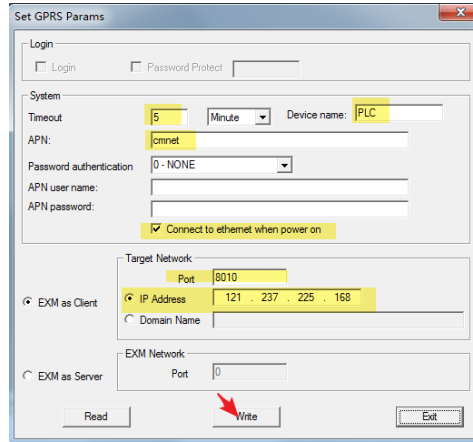 Set GPRS Params
Login
Login Password Protect
System
Timeout 5 Minute Device name: PLC
APN: cmnet
Password authentication 0 - NONE
APN user name:
APN password:
Connect to ethernet when power on
Target Network
Port 8010
EXM as Client IP Address 121 . 237 . 225 . 168
Domain Name
EXM Network
EXM as Server Port 0
Read Write Exit